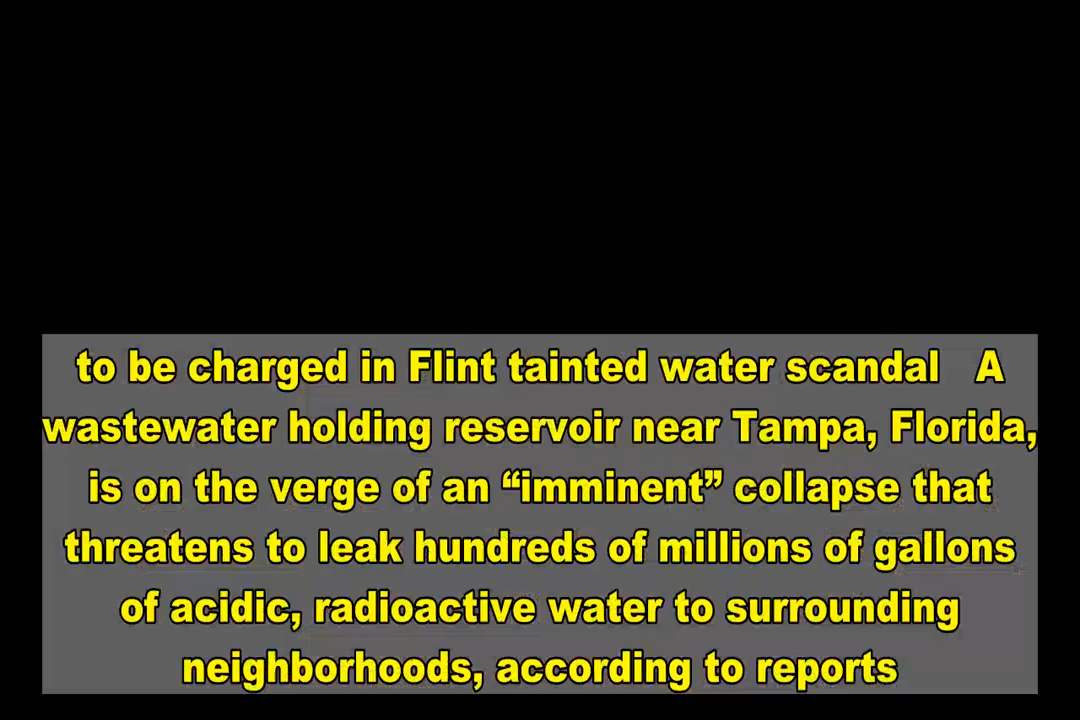 to be charged in Flint tainted water scandal   A
wastewater holding reservoir near Tampa, Florida,
is on the verge of an “imminent” collapse that
threatens to leak hundreds of millions of gallons
of acidic, radioactive water to surrounding
neighborhoods, according to reports